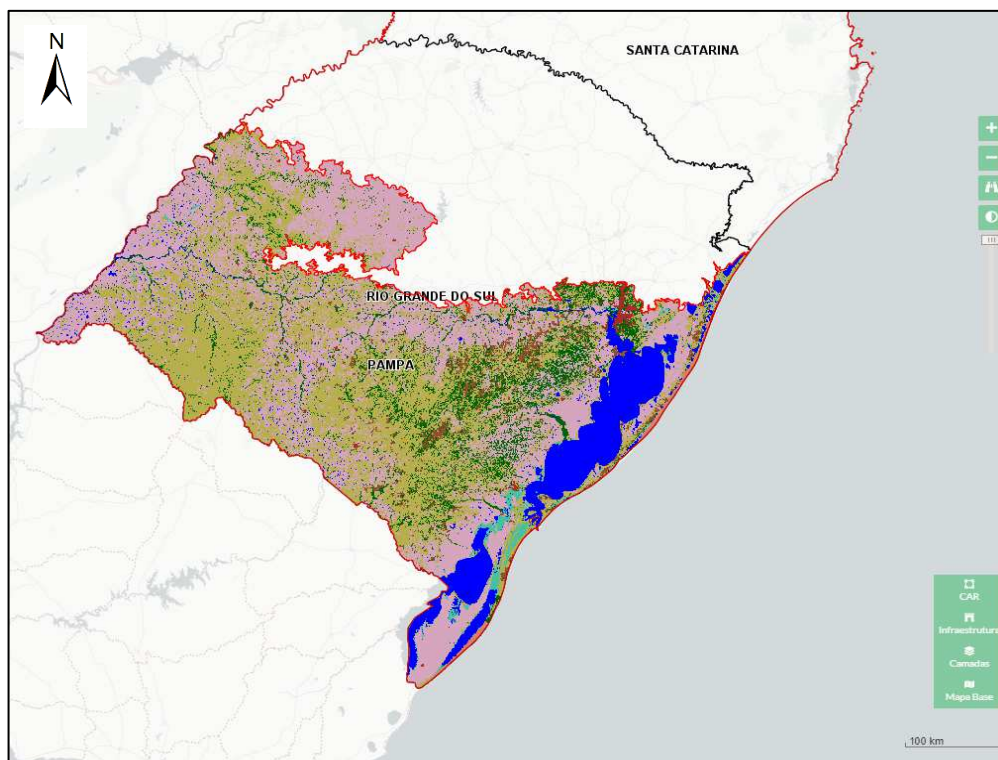 N
SANTA CATARINA
RIO GRANDE DO SUL
PAMPA
CAR
Infraestrutura
Camadas
Mapa Base
100 km